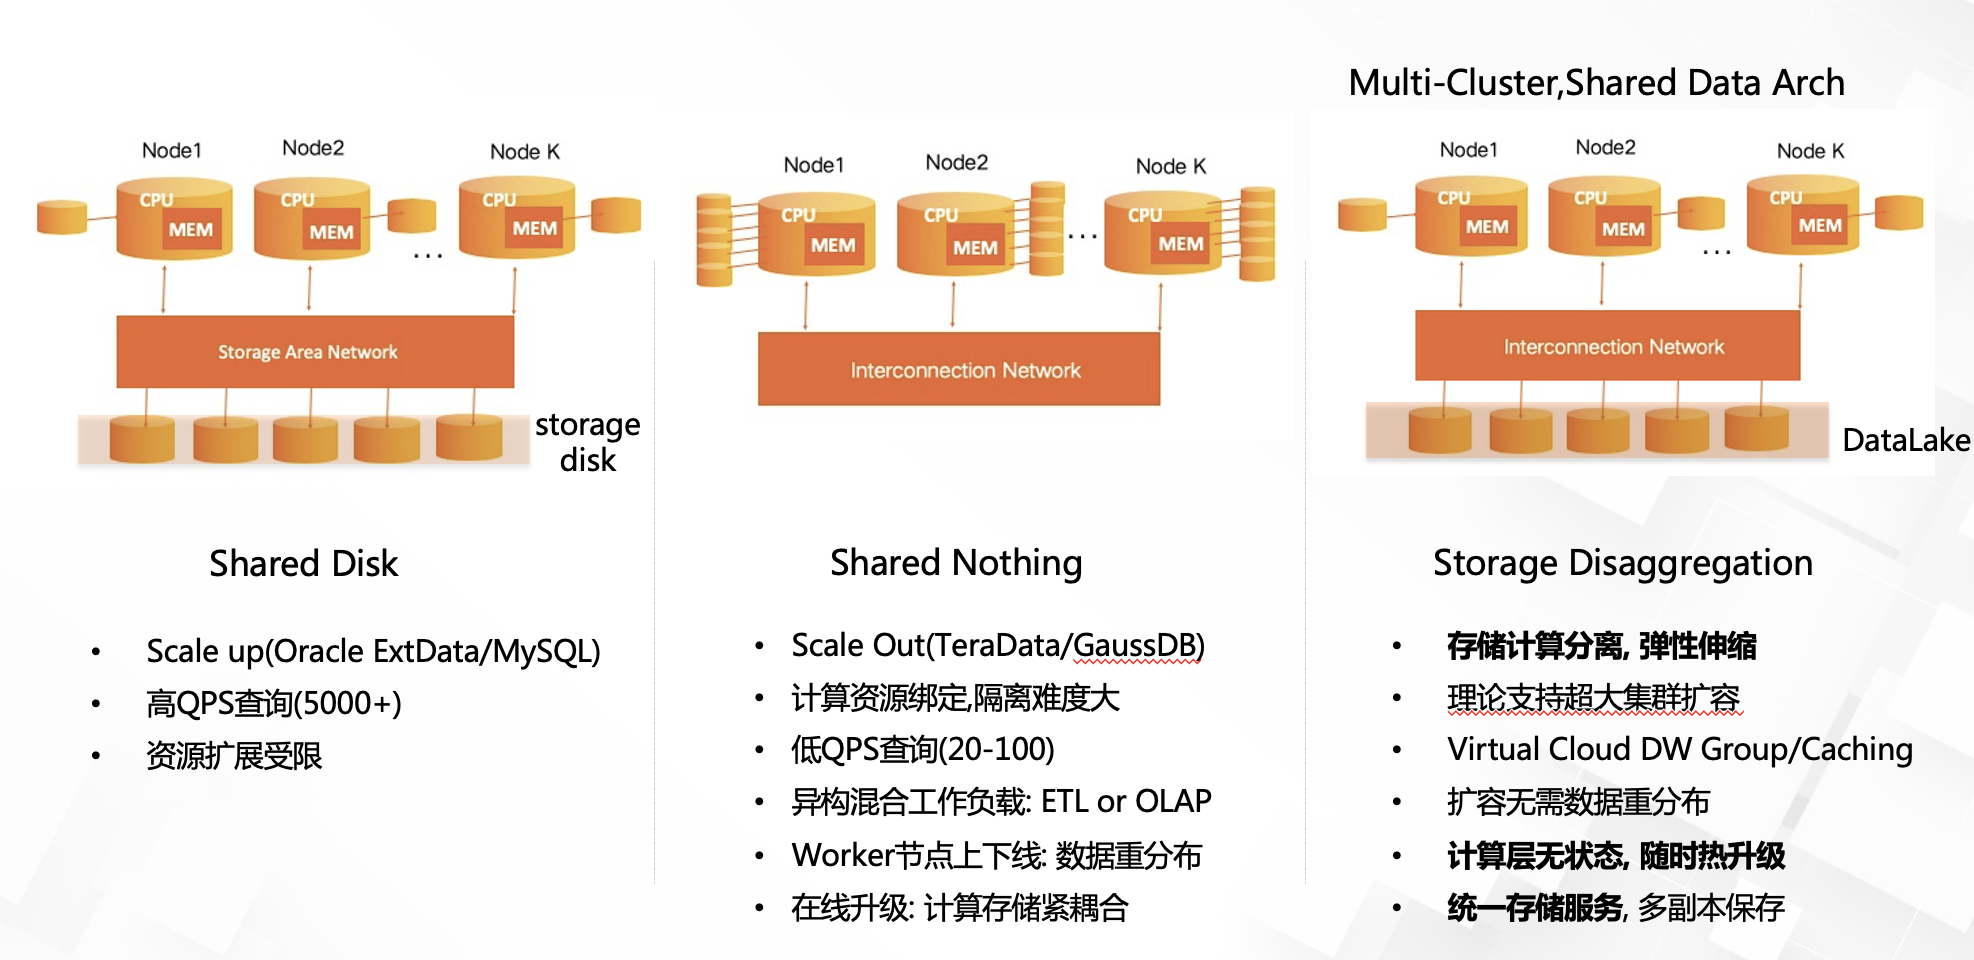 Multi-Cluster,Shared Data Arch
Node1
Node2
Node K
CPU
MEM
CPU
MEM
CPU
MEM
...
Storage Area Network
storage
disk
Node1
Node2
Node K
CPU
MEM
CPU
MEM
CPU
MEM
...
Interconnection Network
Node1
Node2
Node K
CPU
MEM
CPU
MEM
CPU
MEM
...
Interconnection Network
DataLake
Shared Disk
• Scale up(Oracle ExtData/MySQL)
• 高QPS查询(5000+)
• 资源扩展受限
Shared Nothing
• Scale Out(TeraData/GaussDB)
• 计算资源绑定,隔离难度大
• 低QPS查询(20-100)
• 异构混合工作负载: ETL or OLAP
• Worker节点上下线: 数据重分布
• 在线升级: 计算存储紧耦合
Storage Disaggregation
• 存储计算分离, 弹性伸缩
• 理论支持超大集群扩容
• Virtual Cloud DW Group/Caching
• 扩容无需数据重分布
• 计算层无状态, 随时热升级
• 统一存储服务, 多副本保存